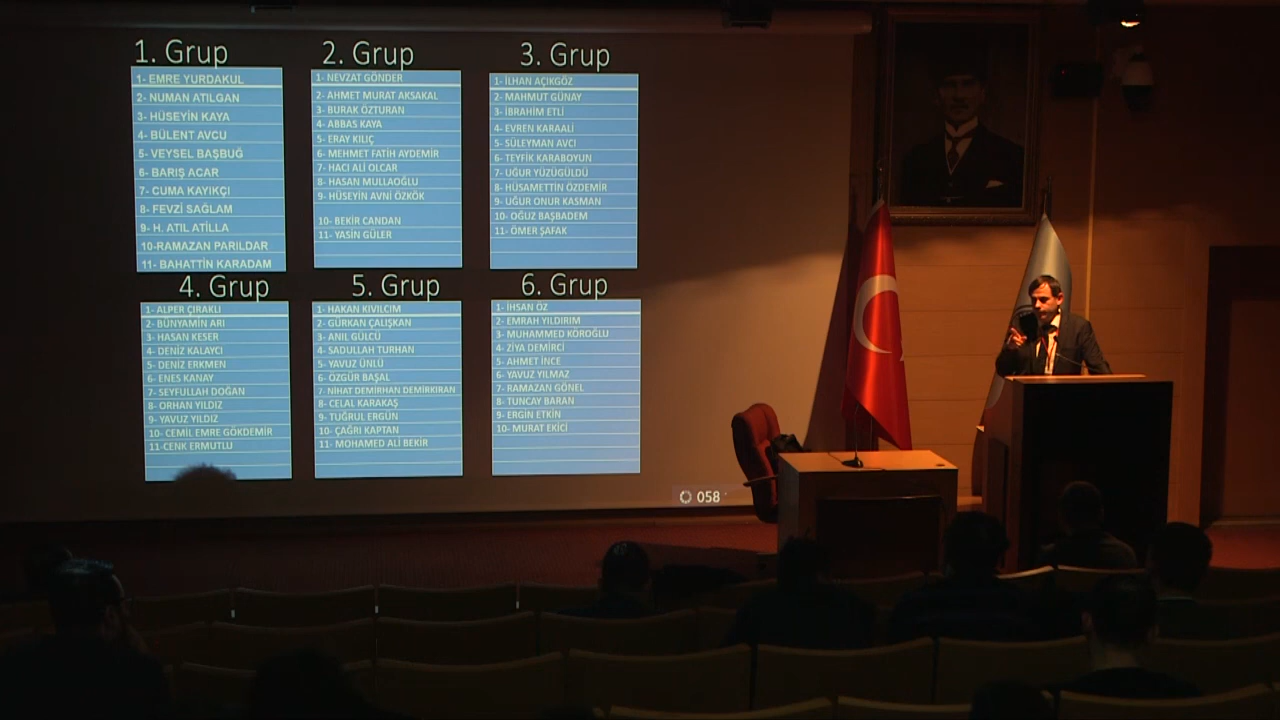 1. Grup
1- EMRE YURDAKUL
2- NUMAN ATILGAN
3- HÜSEYİN KAYA
4- BÜLENT AVCU
5- VEYSEL BAŞBUĞ
6- BARIŞ ACAR
7- CUMA KAYIKÇI
8- FEVZİ SAĞLAM
9- H. ATIL ATİLLA
10-RAMAZAN PARILDAR
11- BAHATTİN KARADAM
2. Grup
1- NEVZAT GÖNDER
2- AHMET MURAT AKSAKAL
3- BURAK ÖZTURAN
4- ABBAS KAYA
5- ERAY KILIÇ
6- MEHMET FATİH AYDEMİR
7- HACI ALİ OLCAR
8- HASAN MULLAOĞLU
9- HÜSEYİN AVNİ ÖZKÖK
10- BEKİR CANDAN
11- YASİN GÜLER
3. Grup
1- İLHAN AÇIKGÖZ
2- MAHMUT GÜNAY
3- İBRAHİM ETLİ
4- EVREN KARAALİ
5- SÜLEYMAN AVCI
6- TEYFİK KARABOYUN
7- UĞUR YÜZÜGÜLDÜ
8- HÜSAMETTİN ÖZDEMİR
9- UĞUR ONUR KASMAN
10- OĞUZ BAŞBADEM
11- ÖMER ŞAFAK
4. Grup
1- ALPER ÇIRAKLI
2- BÜNYAMİN ARI
3- HASAN KESER
4- DENİZ KALAYCI
5- DENİZ ERKMEN
6- ENES KANAY
7- SEYFULLAH DOĞAN
8- ORHAN YILDIZ
9- YAVUZ YILDIZ
10- CEMİL EMRE GÖKDEMİR
11-CENK ERMUTLU
5. Grup
1- HAKAN KIVILCIM
2- GÜRKAN ÇALIŞKAN
3- ANIL GÜLCÜ
4- SADULLAH TURHAN
5- YAVUZ ÜNLÜ
6- ÖZGÜR BAŞAL
7- NİHAT DEMİRHAN DEMİRKIRAN
8- CELAL KARAKAŞ
9- TUĞRUL ERGÜN
10- ÇAĞRI KAPTAN
11- MOHAMED ALİ BEKİR
6. Grup
1- İHSAN ÖZ
2- EMRAH YILDIRIM
3- MUHAMMED KÖROĞLU
4- ZİYA DEMİRCİ
5- AHMET İNCE
6- YAVUZ YILMAZ
7- RAMAZAN GÖNEL
8- TUNCAY BARAN
9- ERGİN ETKİN
10- MURAT EKİCİ
058